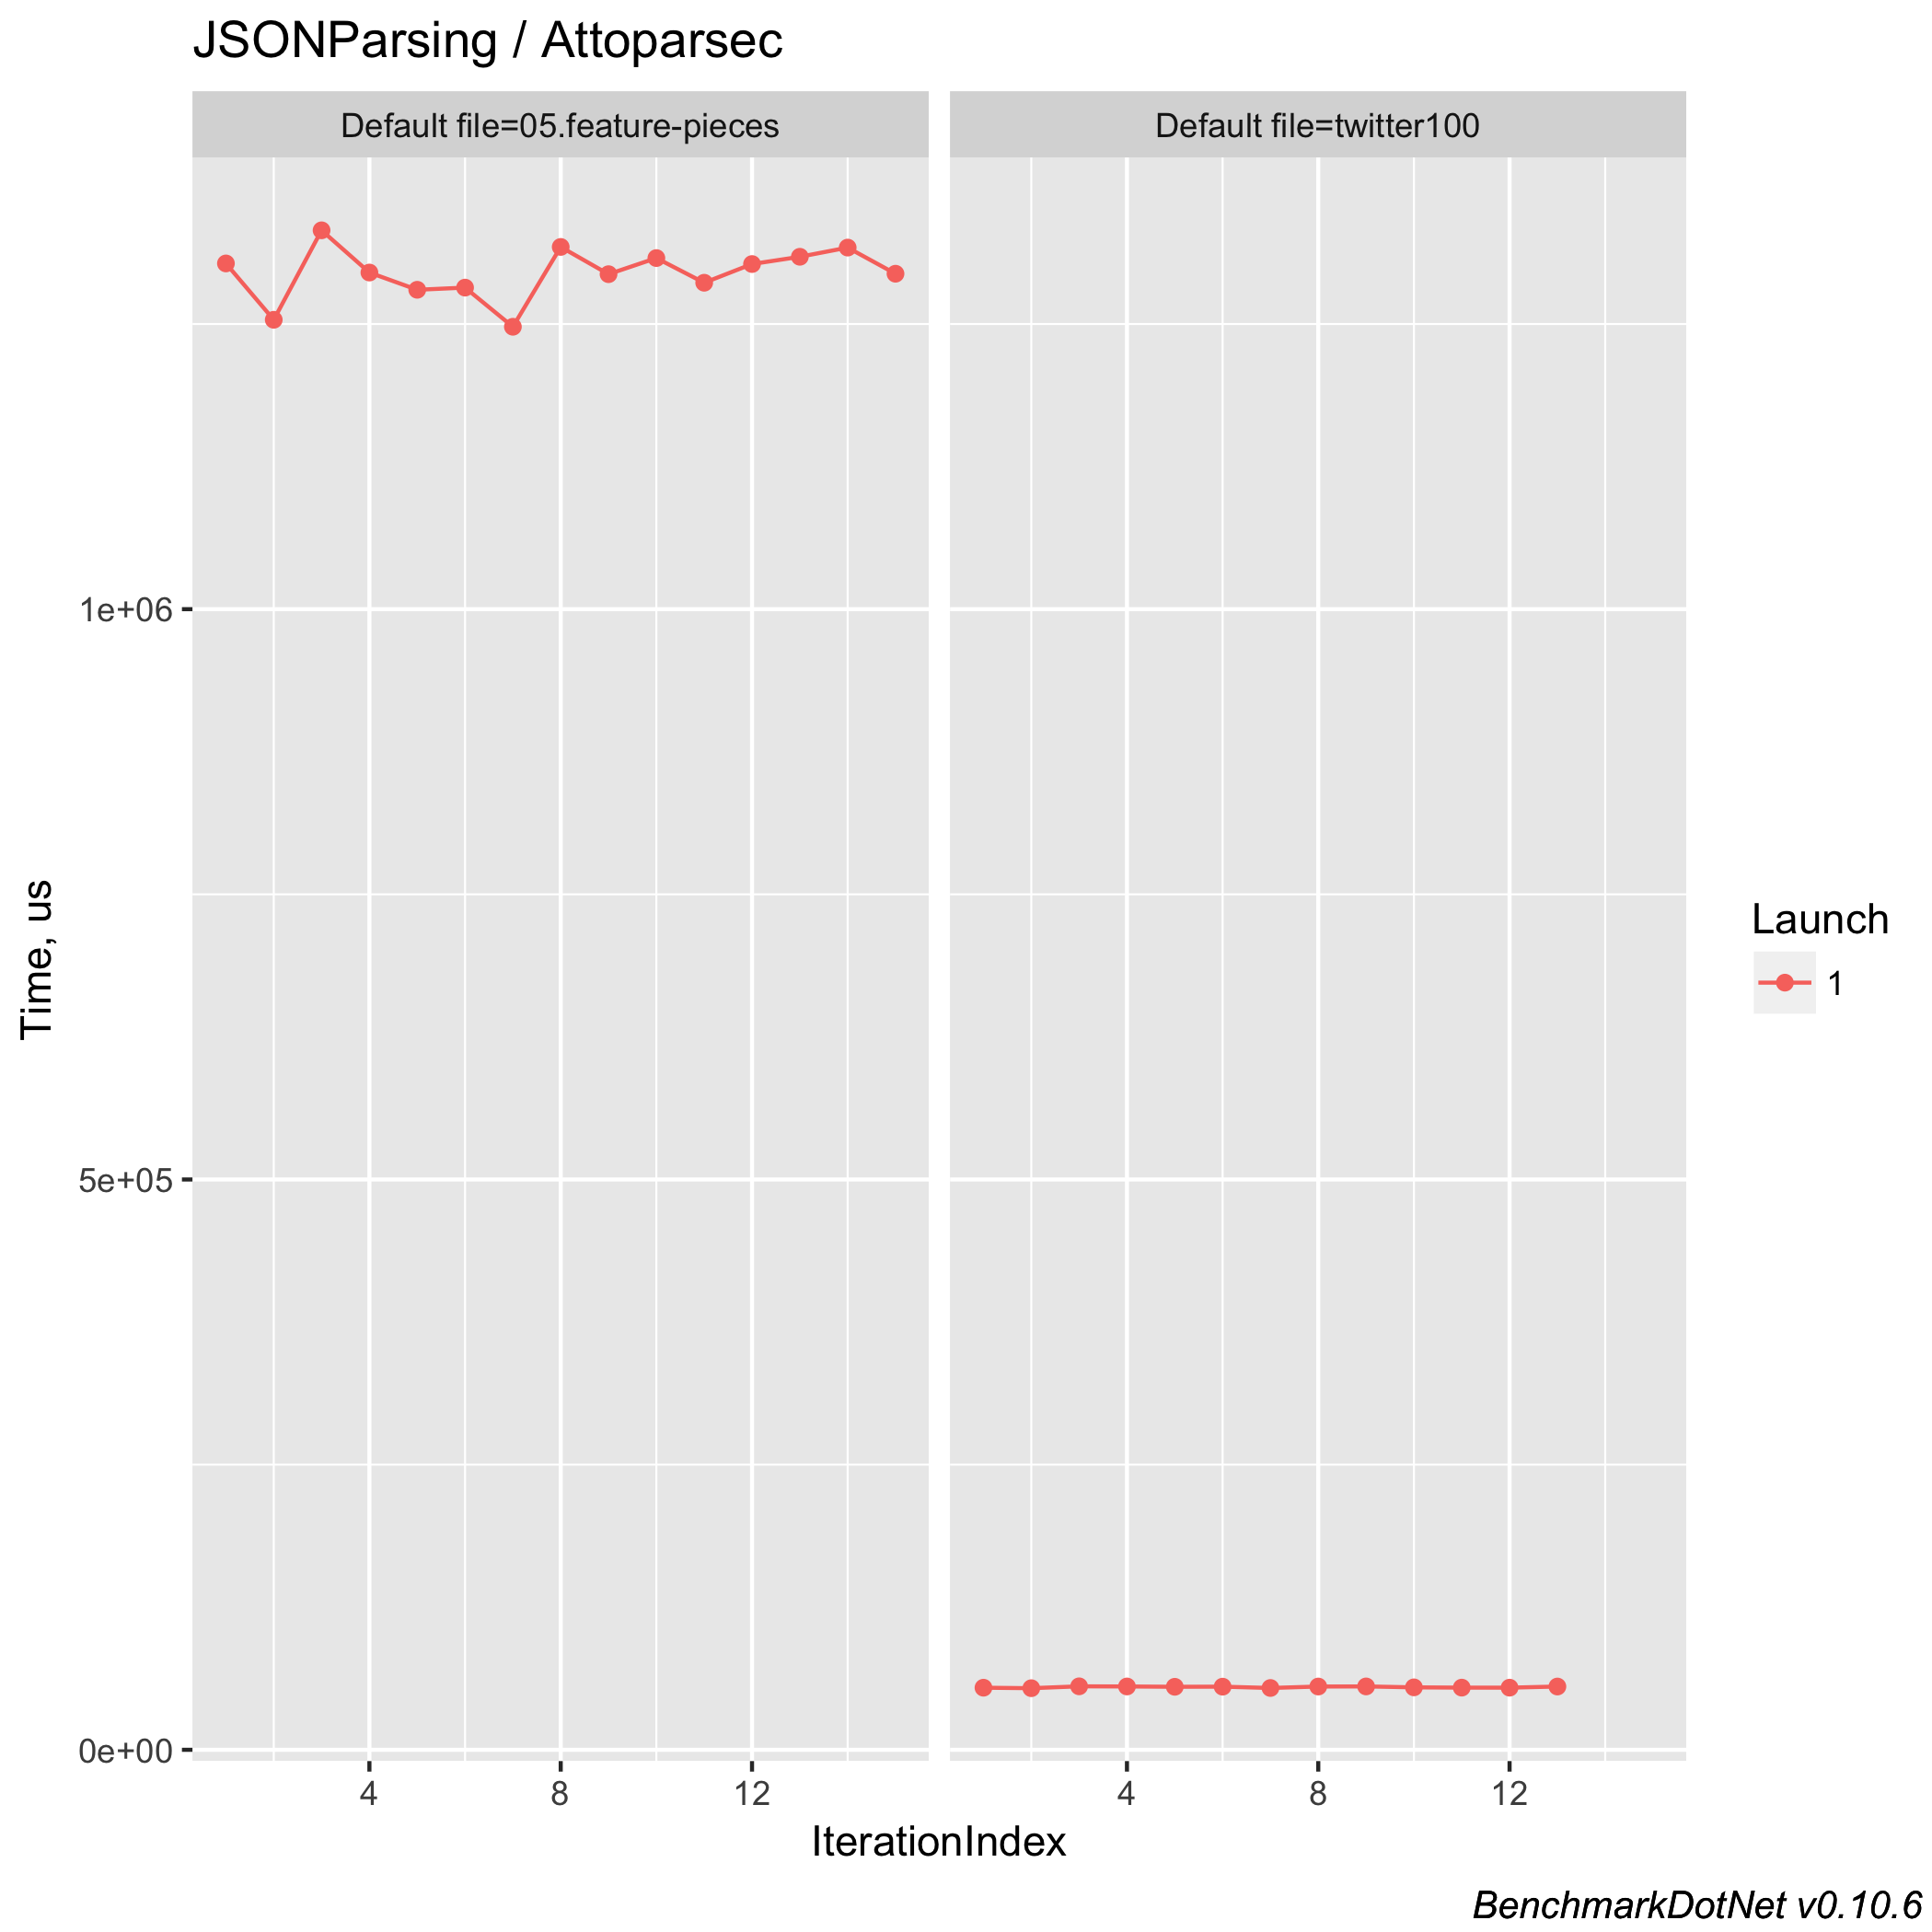 JSONParsing / Attoparsec
Default file=05.feature-pieces
Default file=twitter100
1e+06
5e+05
0e+00
Time, us
4 8 12
4 8 12
IterationIndex
Launch
1
BenchmarkDotNet v0.10.6